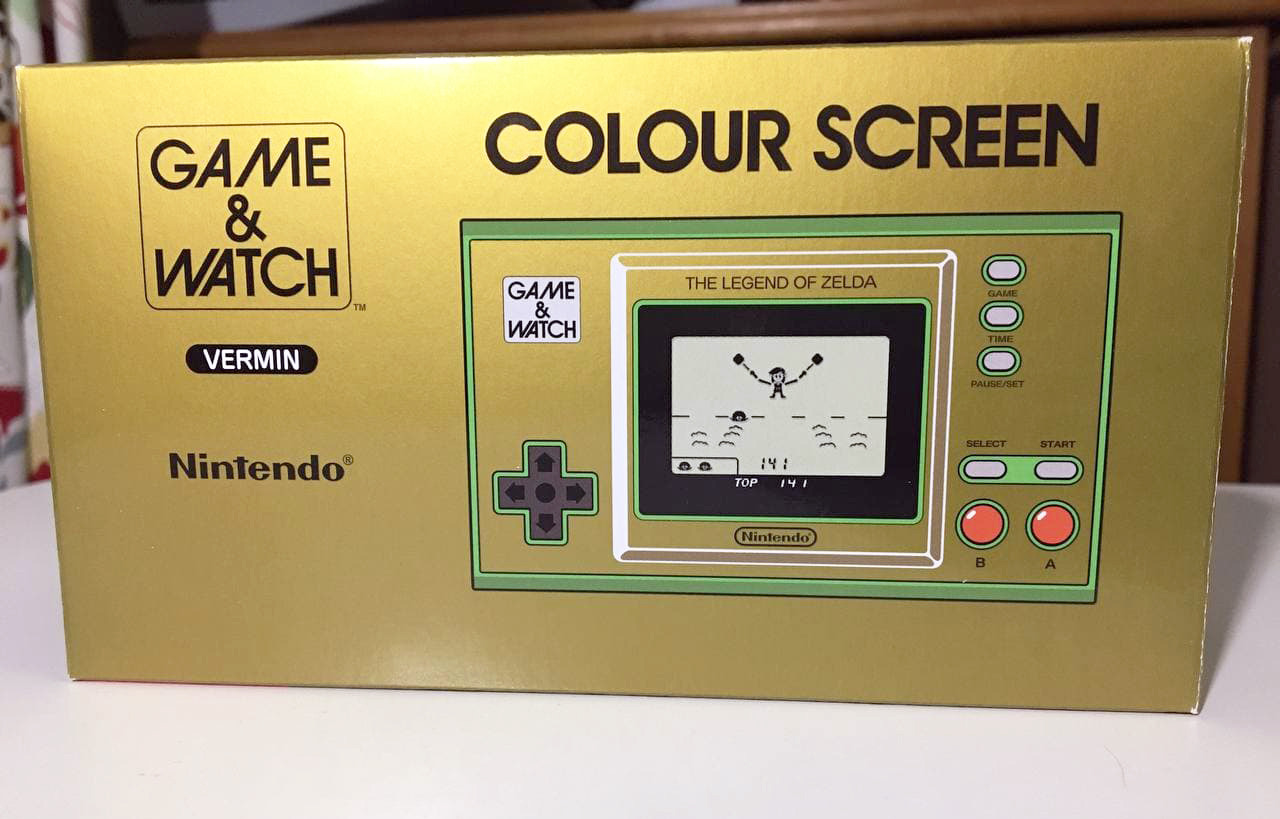 GAME
&
WATCH
TM
VERMIN
Nintendo®
COLOUR SCREEN
GAME
&
WATCH
THE LEGEND OF ZELDA
141
TOP 141
Nintendo®
GAME
TIME
PAUSE/SET
SELECT START
B A